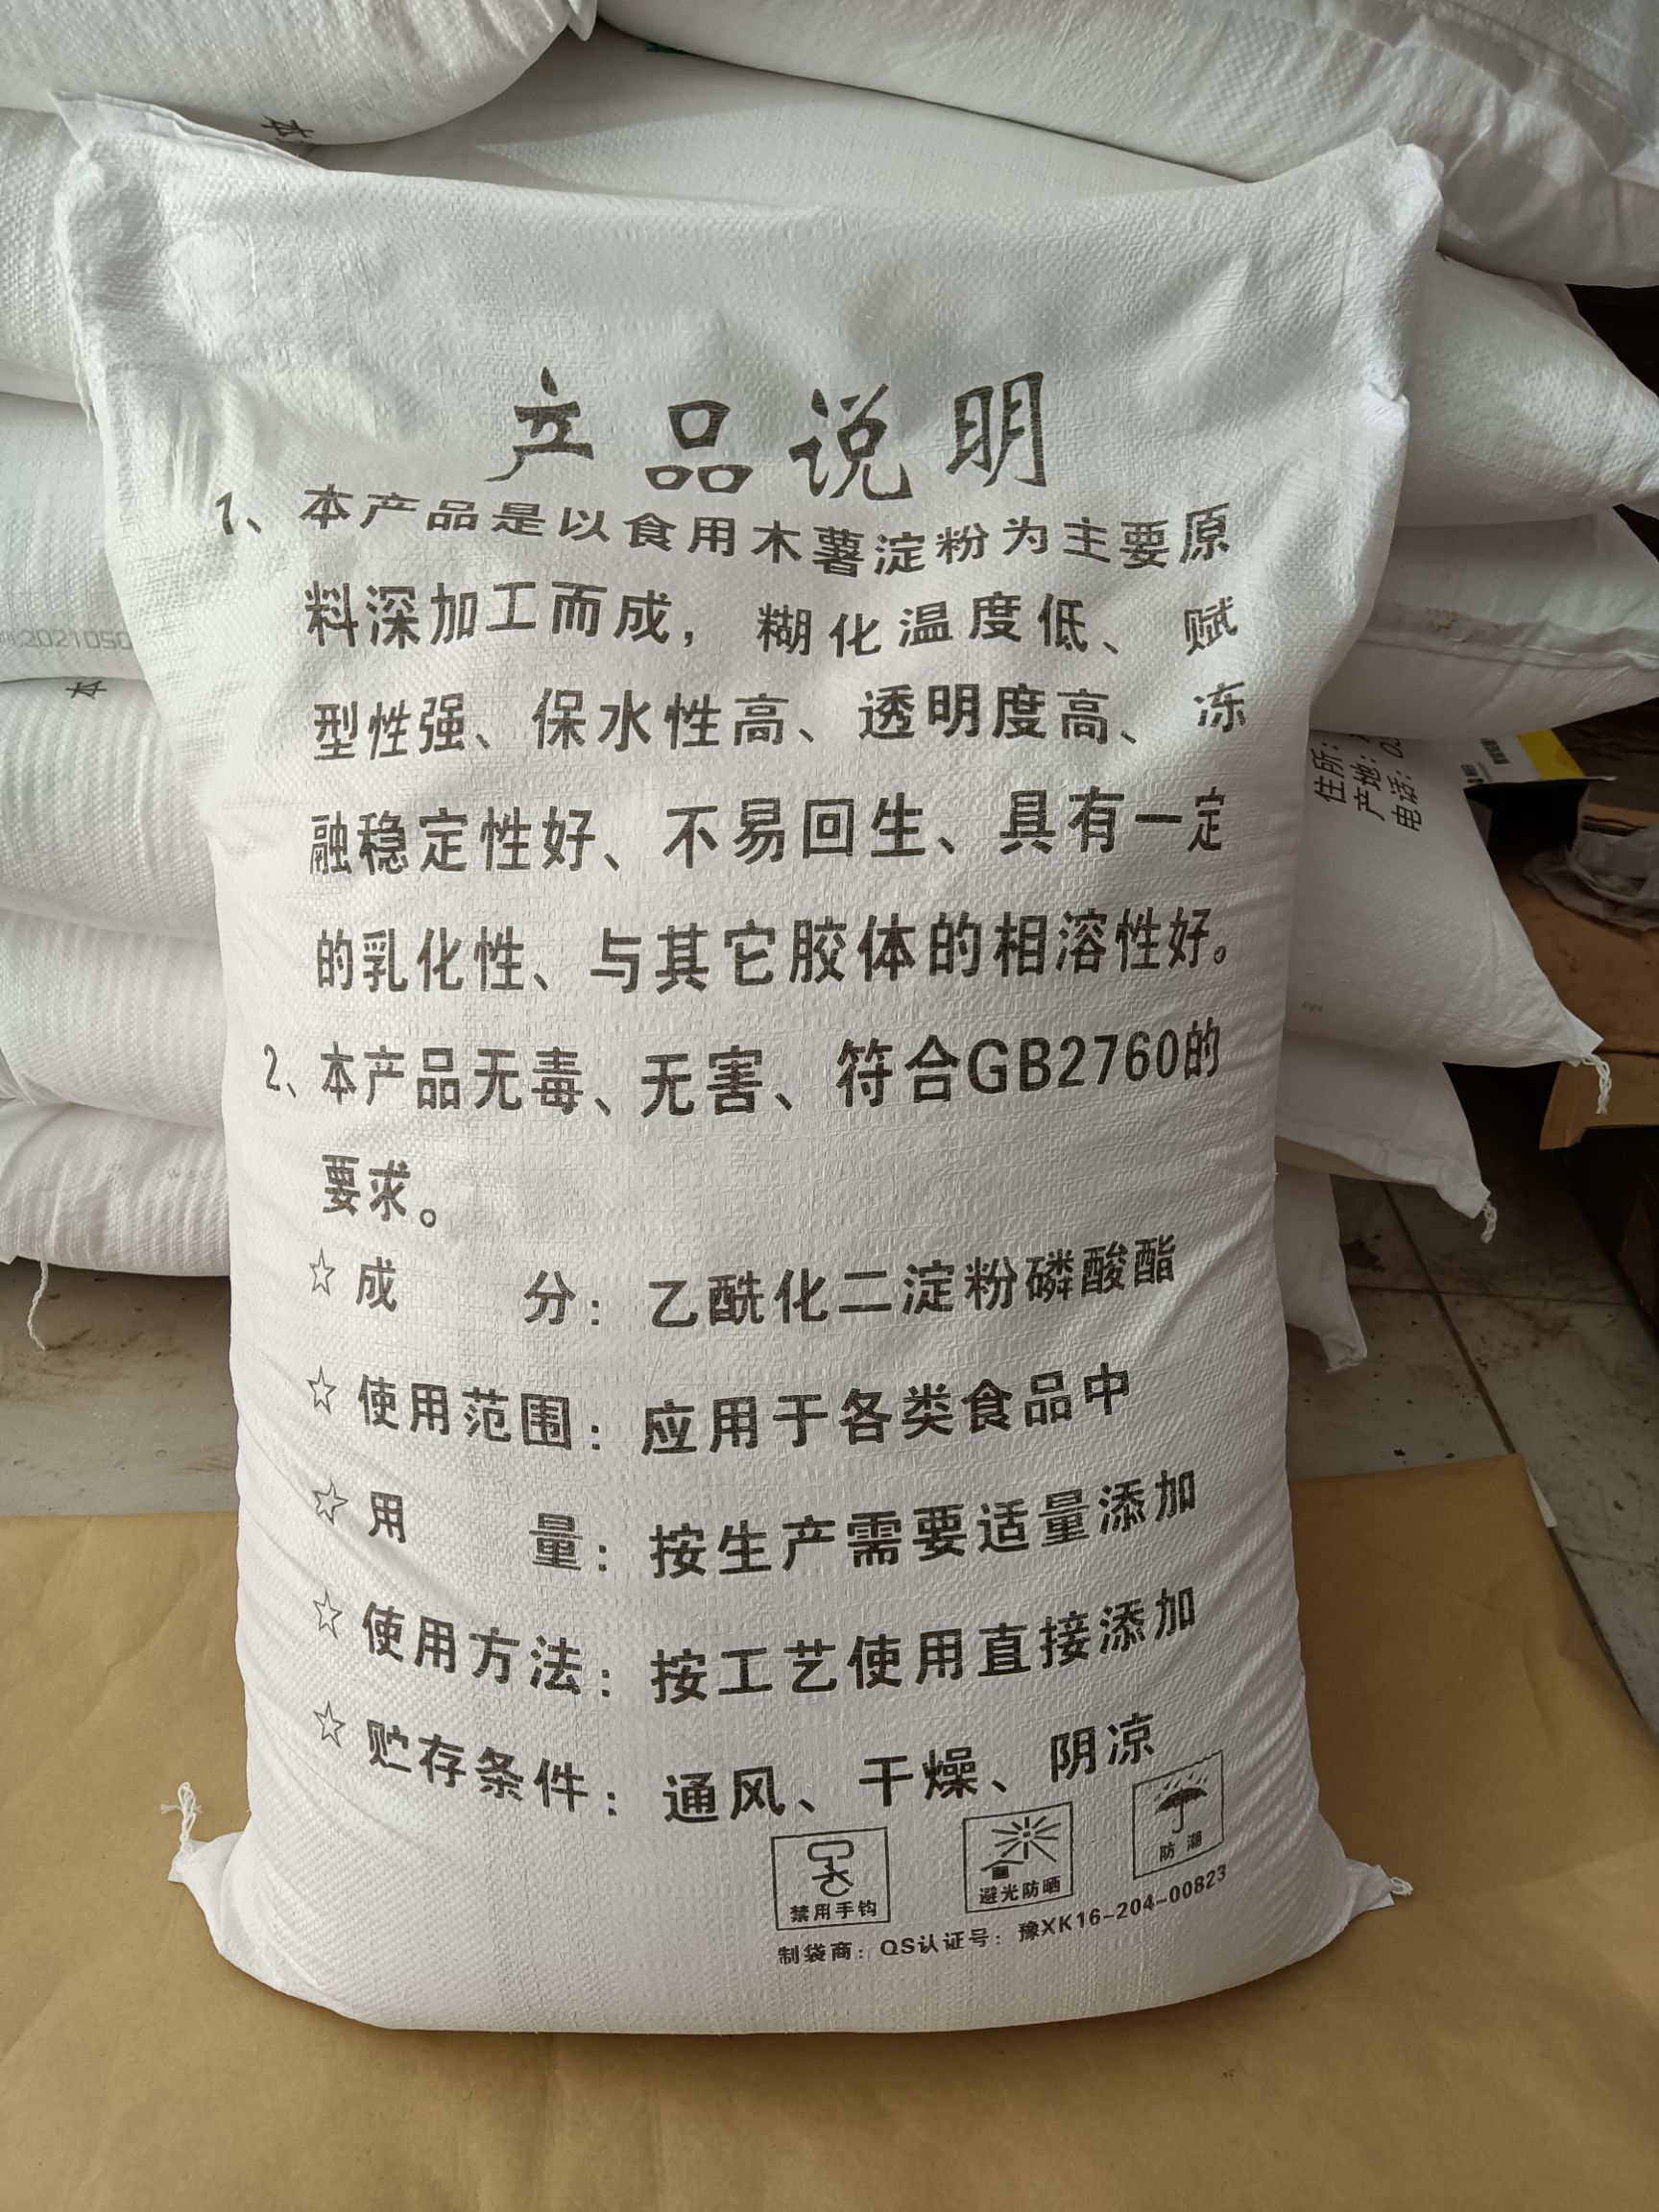 本
产品说明
1、本产品是以食用木薯淀粉为主要原
料深加工而成，糊化温度低、赋
型性强、保水性高、透明度高、冻
融稳定性好、不易回生、具有一定
的乳化性、与其它胶体的相溶性好。
2、本产品无毒、无害、符合GB2760的
要求。
☆成 分：乙酰化二淀粉磷酸酯
☆使用范围：应用于各类食品中
☆用 量：按生产需要适量添加
☆使用方法：按工艺使用直接添加
☆贮存条件：通风、干燥、阴凉
禁用手钩
避光防晒
防潮
制袋商：QS认证号：豫XK16-204-00823
2021050
本
住所：
产地：
电话：